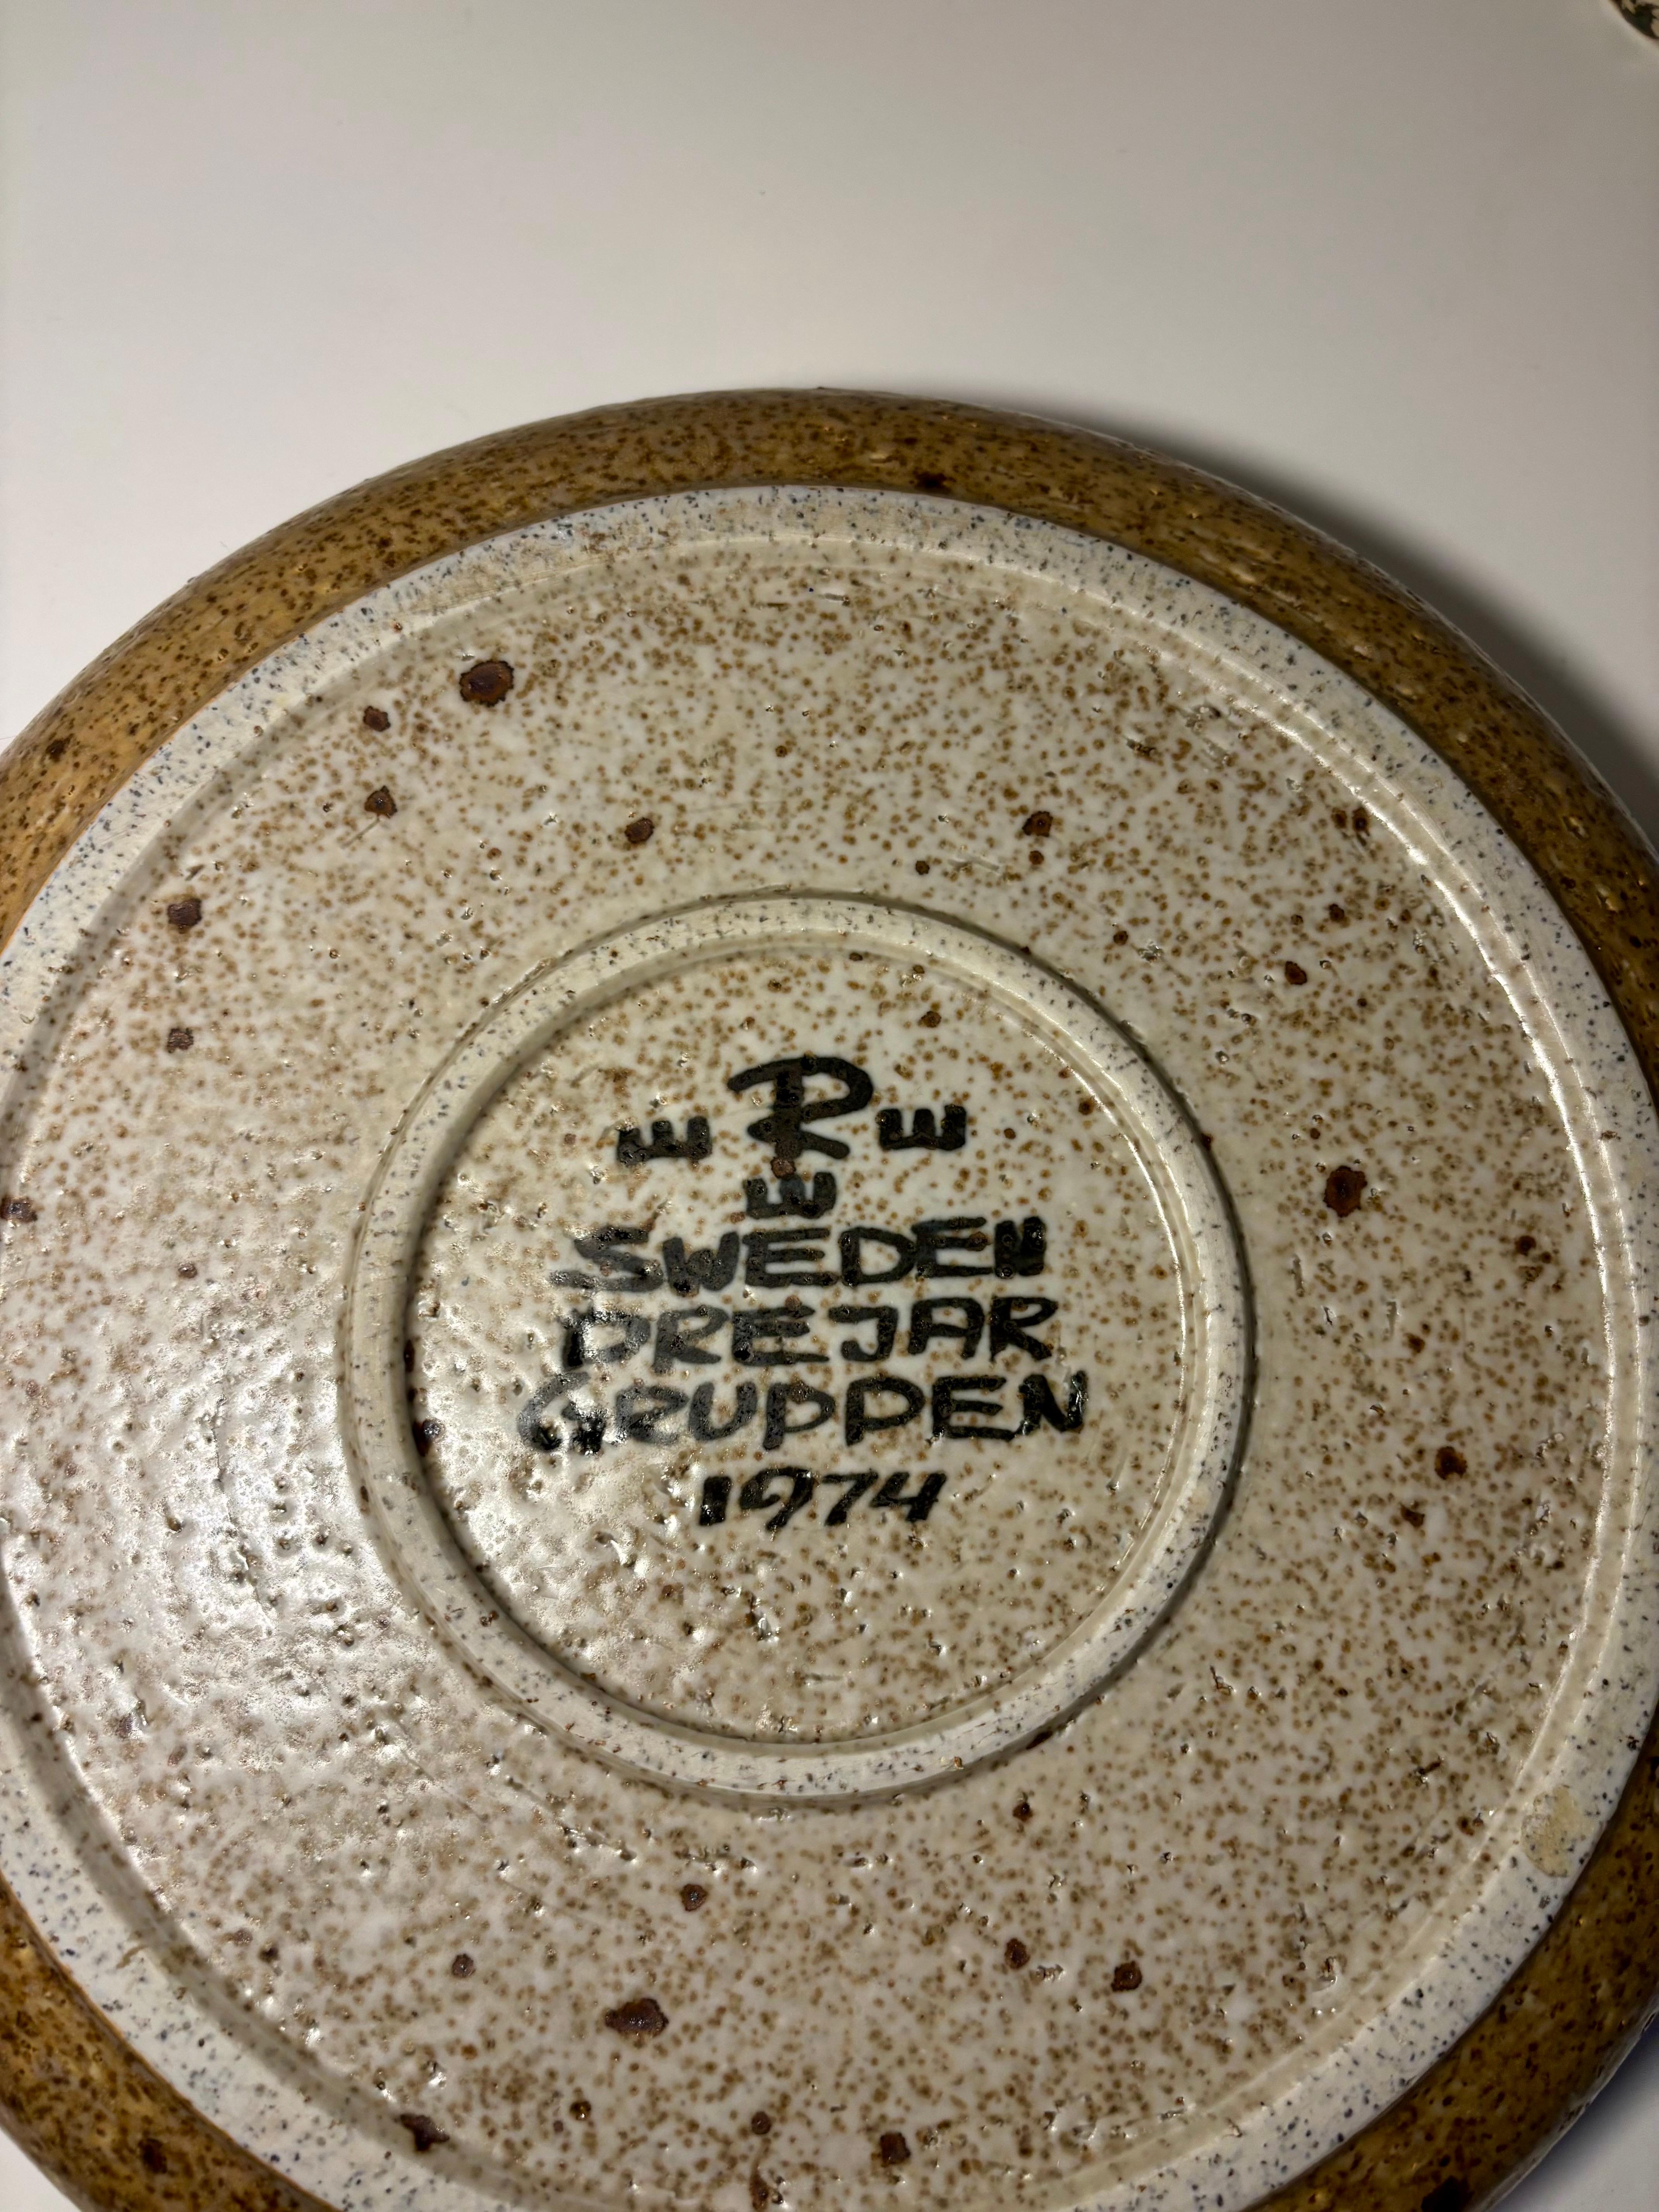 R
SWEDEN
DREJAR
GRUPPEN
1974